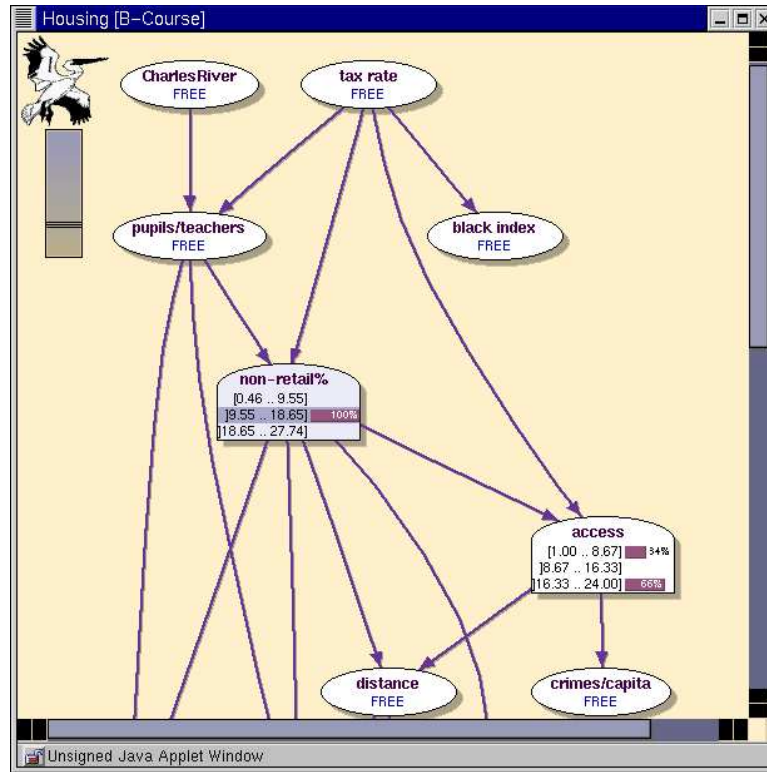 Housing [B-Course]
CharlesRiver
FREE
tax rate
FREE
pupils/teachers
FREE
black index
FREE
non-retail%
[0.46 .. 9.55]
]9.55 .. 18.65] 100%
]18.65 .. 27.74]
access
[1.00 .. 8.67] 34%
]8.67 .. 16.33]
]16.33 .. 24.00] 66%
distance
FREE
crimes/capita
FREE
Unsigned Java Applet Window